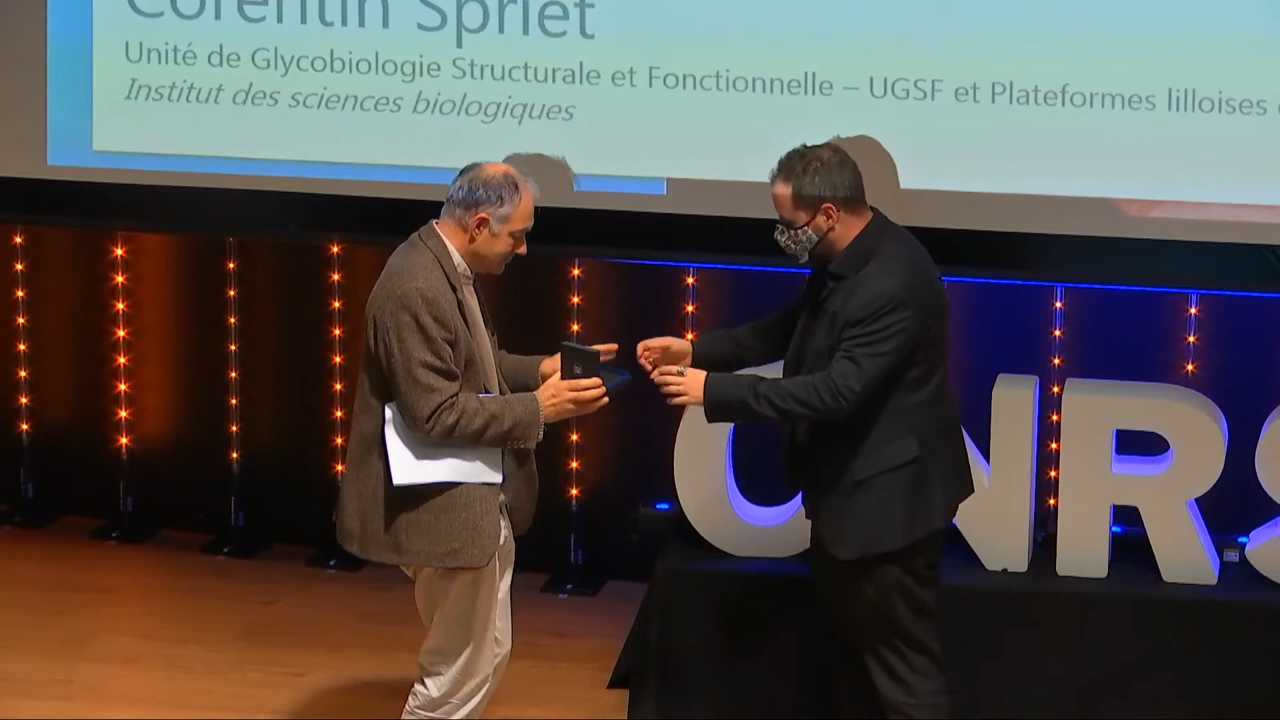 Corentin Spriet
Unité de Glycobiologie Structurale et Fonctionnelle – UGSF et Plateformes lilloises
Institut des sciences biologiques
CNRS